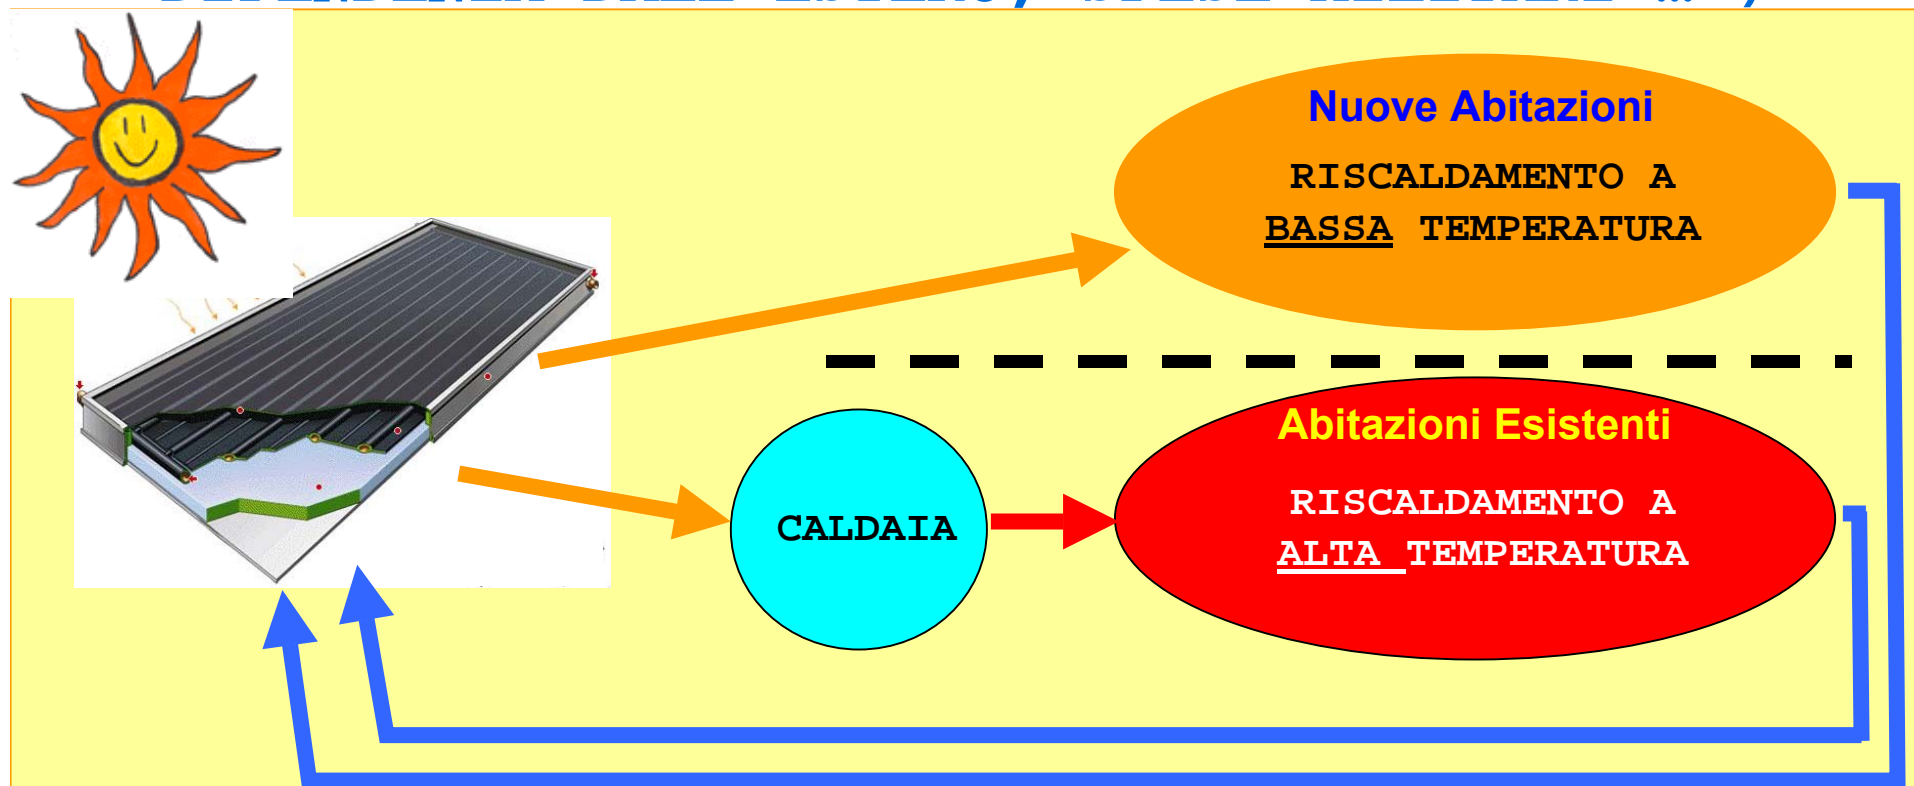 Nuove Abitazioni
RISCALDAMENTO A
BASSA TEMPERATURA
Abitazioni Esistenti
RISCALDAMENTO A
ALTA TEMPERATURA
CALDAIA